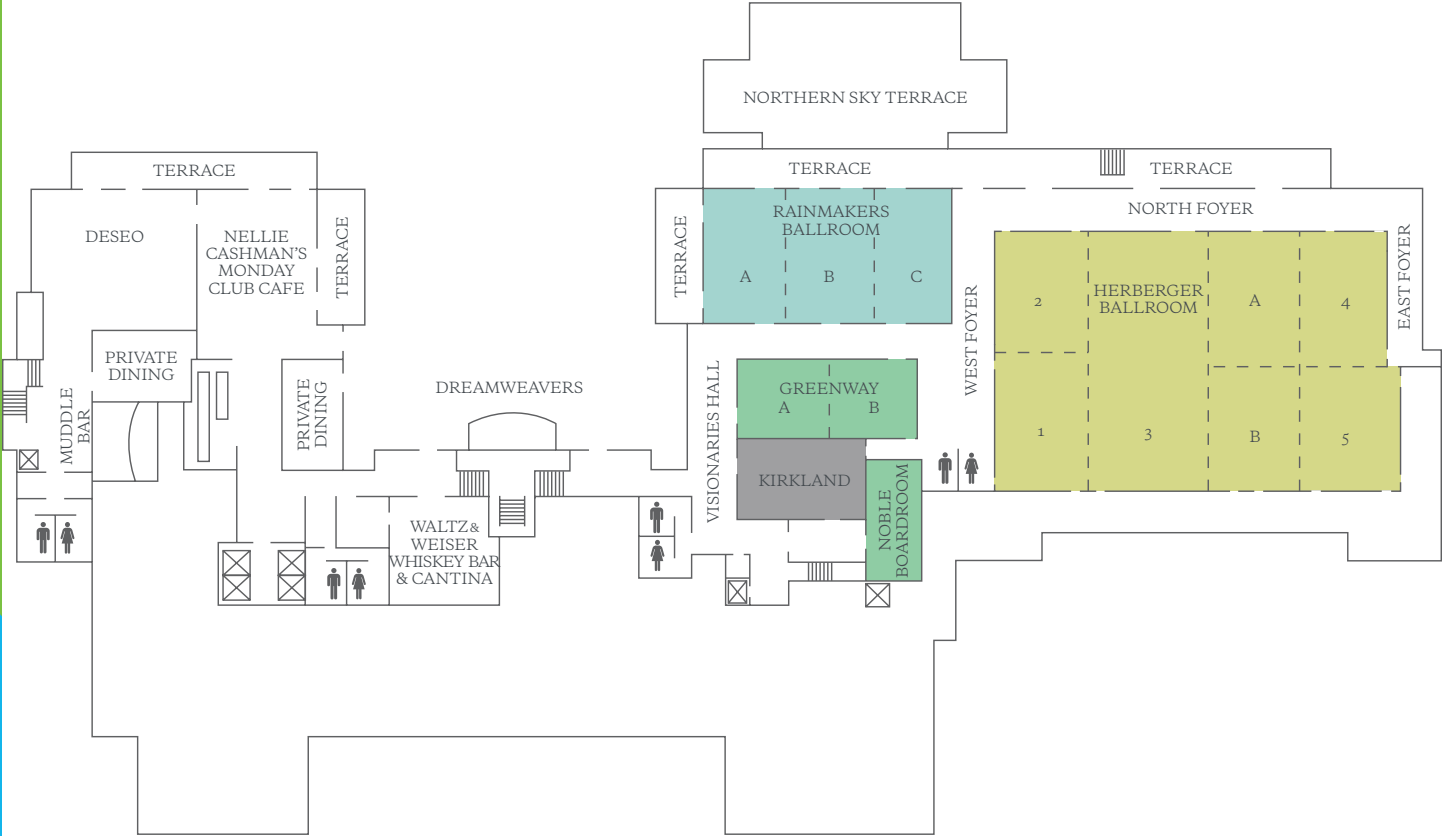 NORTHERN SKY TERRACE
TERRACE
TERRACE
TERRACE
DESEO
NELLIE
CASHMAN'S
MONDAY
CLUB CAFE
TERRACE
TERRACE
RAINMAKERS
BALLROOM
A
B
C
NORTH FOYER
WEST FOYER
EAST FOYER
2
HERBERGER
BALLROOM
A
4
1
3
B
5
PRIVATE
DINING
MUDDLE
BAR
PRIVATE
DINING
DREAMWEAVERS
VISIONARIES HALL
GREENWAY
A
B
KIRKLAND
NOBLE
BOARDROOM
WALTZ &
WEISER
WHISKEY BAR
& CANTINA